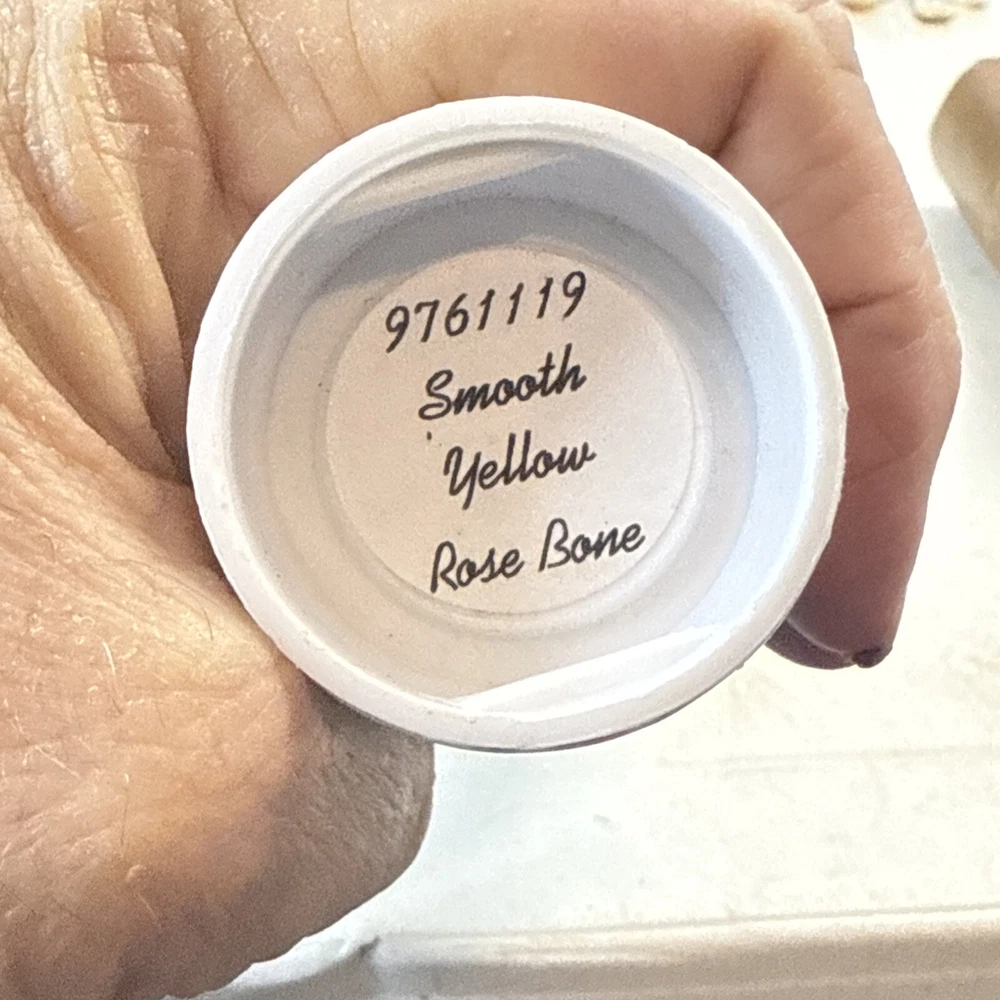 9761119
Smooth
Yellow
Rose Bone